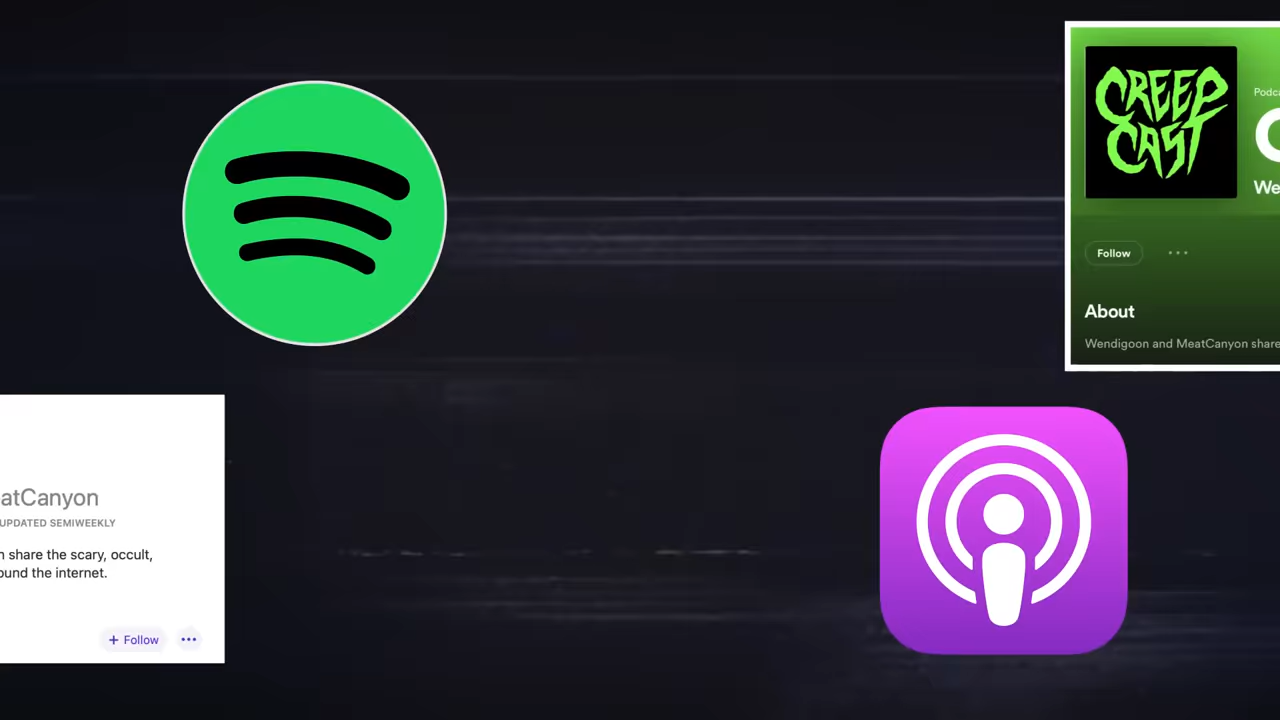 CREEP
CAST
Podca
C
We
Follow
About
Wendigoon and MeatCanyon share
eatCanyon
UPDATED SEMIWEEKLY
n share the scary, occult,
ound the internet.
+ Follow